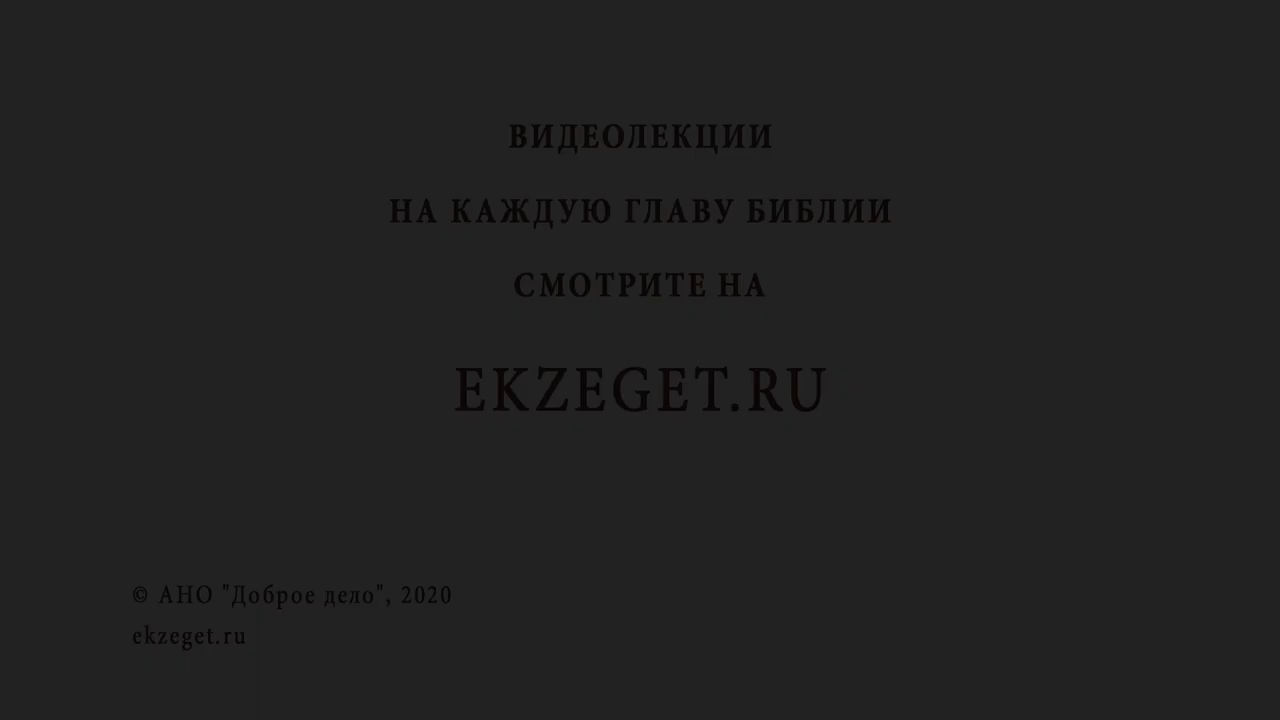 ВИДЕОЛЕКЦИИ
НА КАЖДУЮ ГЛАВУ БИБЛИИ
СМОТРИТЕ НА
EKZEGET.RU
© АНО "Доброе дело", 2020
ekzeget.ru